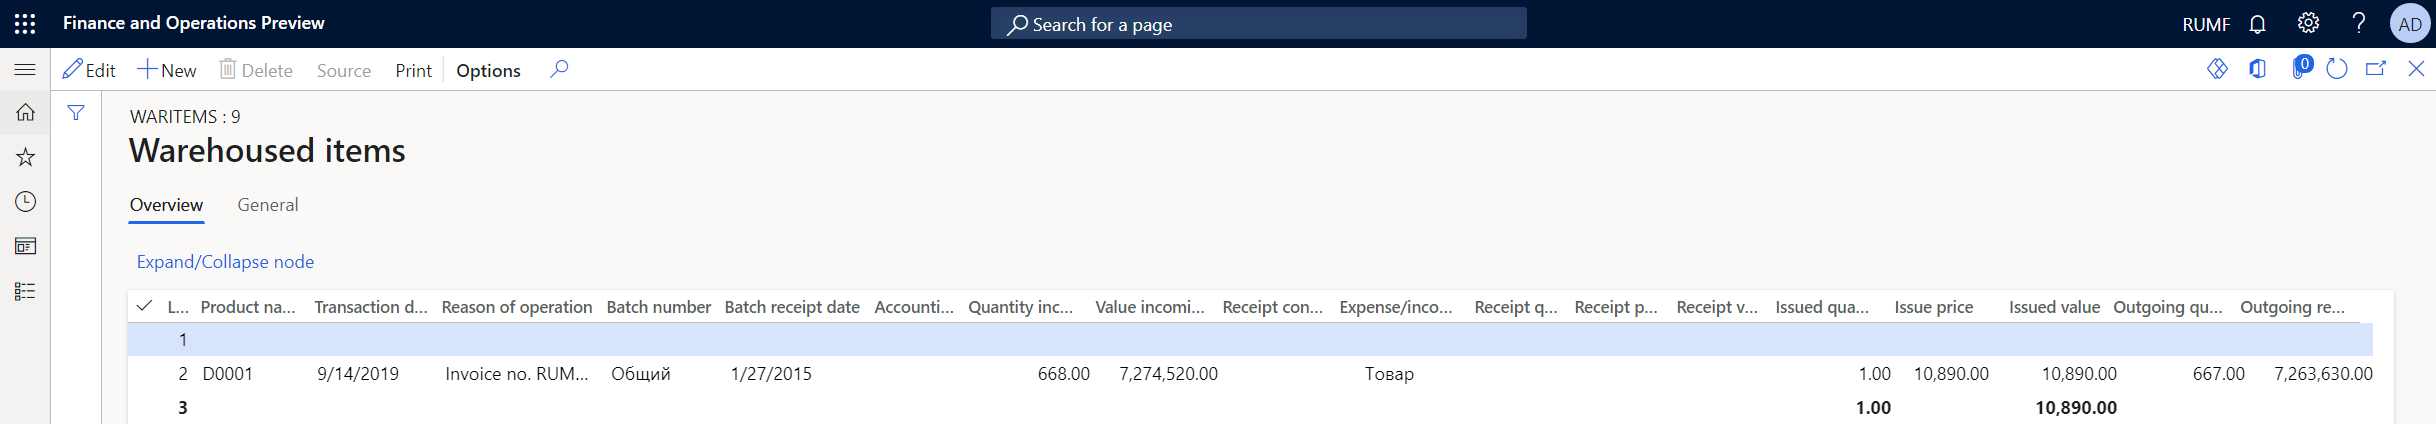 Finance and Operations Preview Search for a page RUMF ? AD
Edit New Delete Source Print Options 0
WARITEMS : 9
Warehoused items
Overview General
Expand/Collapse node
L... Product na... Transaction d... Reason of operation Batch number Batch receipt date Accounti... Quantity inc... Value incomi... Receipt con... Expense/inco... Receipt q... Receipt p... Receipt v... Issued qua... Issue price Issued value Outgoing qu... Outgoing re...
1
2 D0001 9/14/2019 Invoice no. RUM... Общий 1/27/2015 668.00 7,274,520.00 Товар 1.00 10,890.00 10,890.00 667.00 7,263,630.00
3 1.00 10,890.00